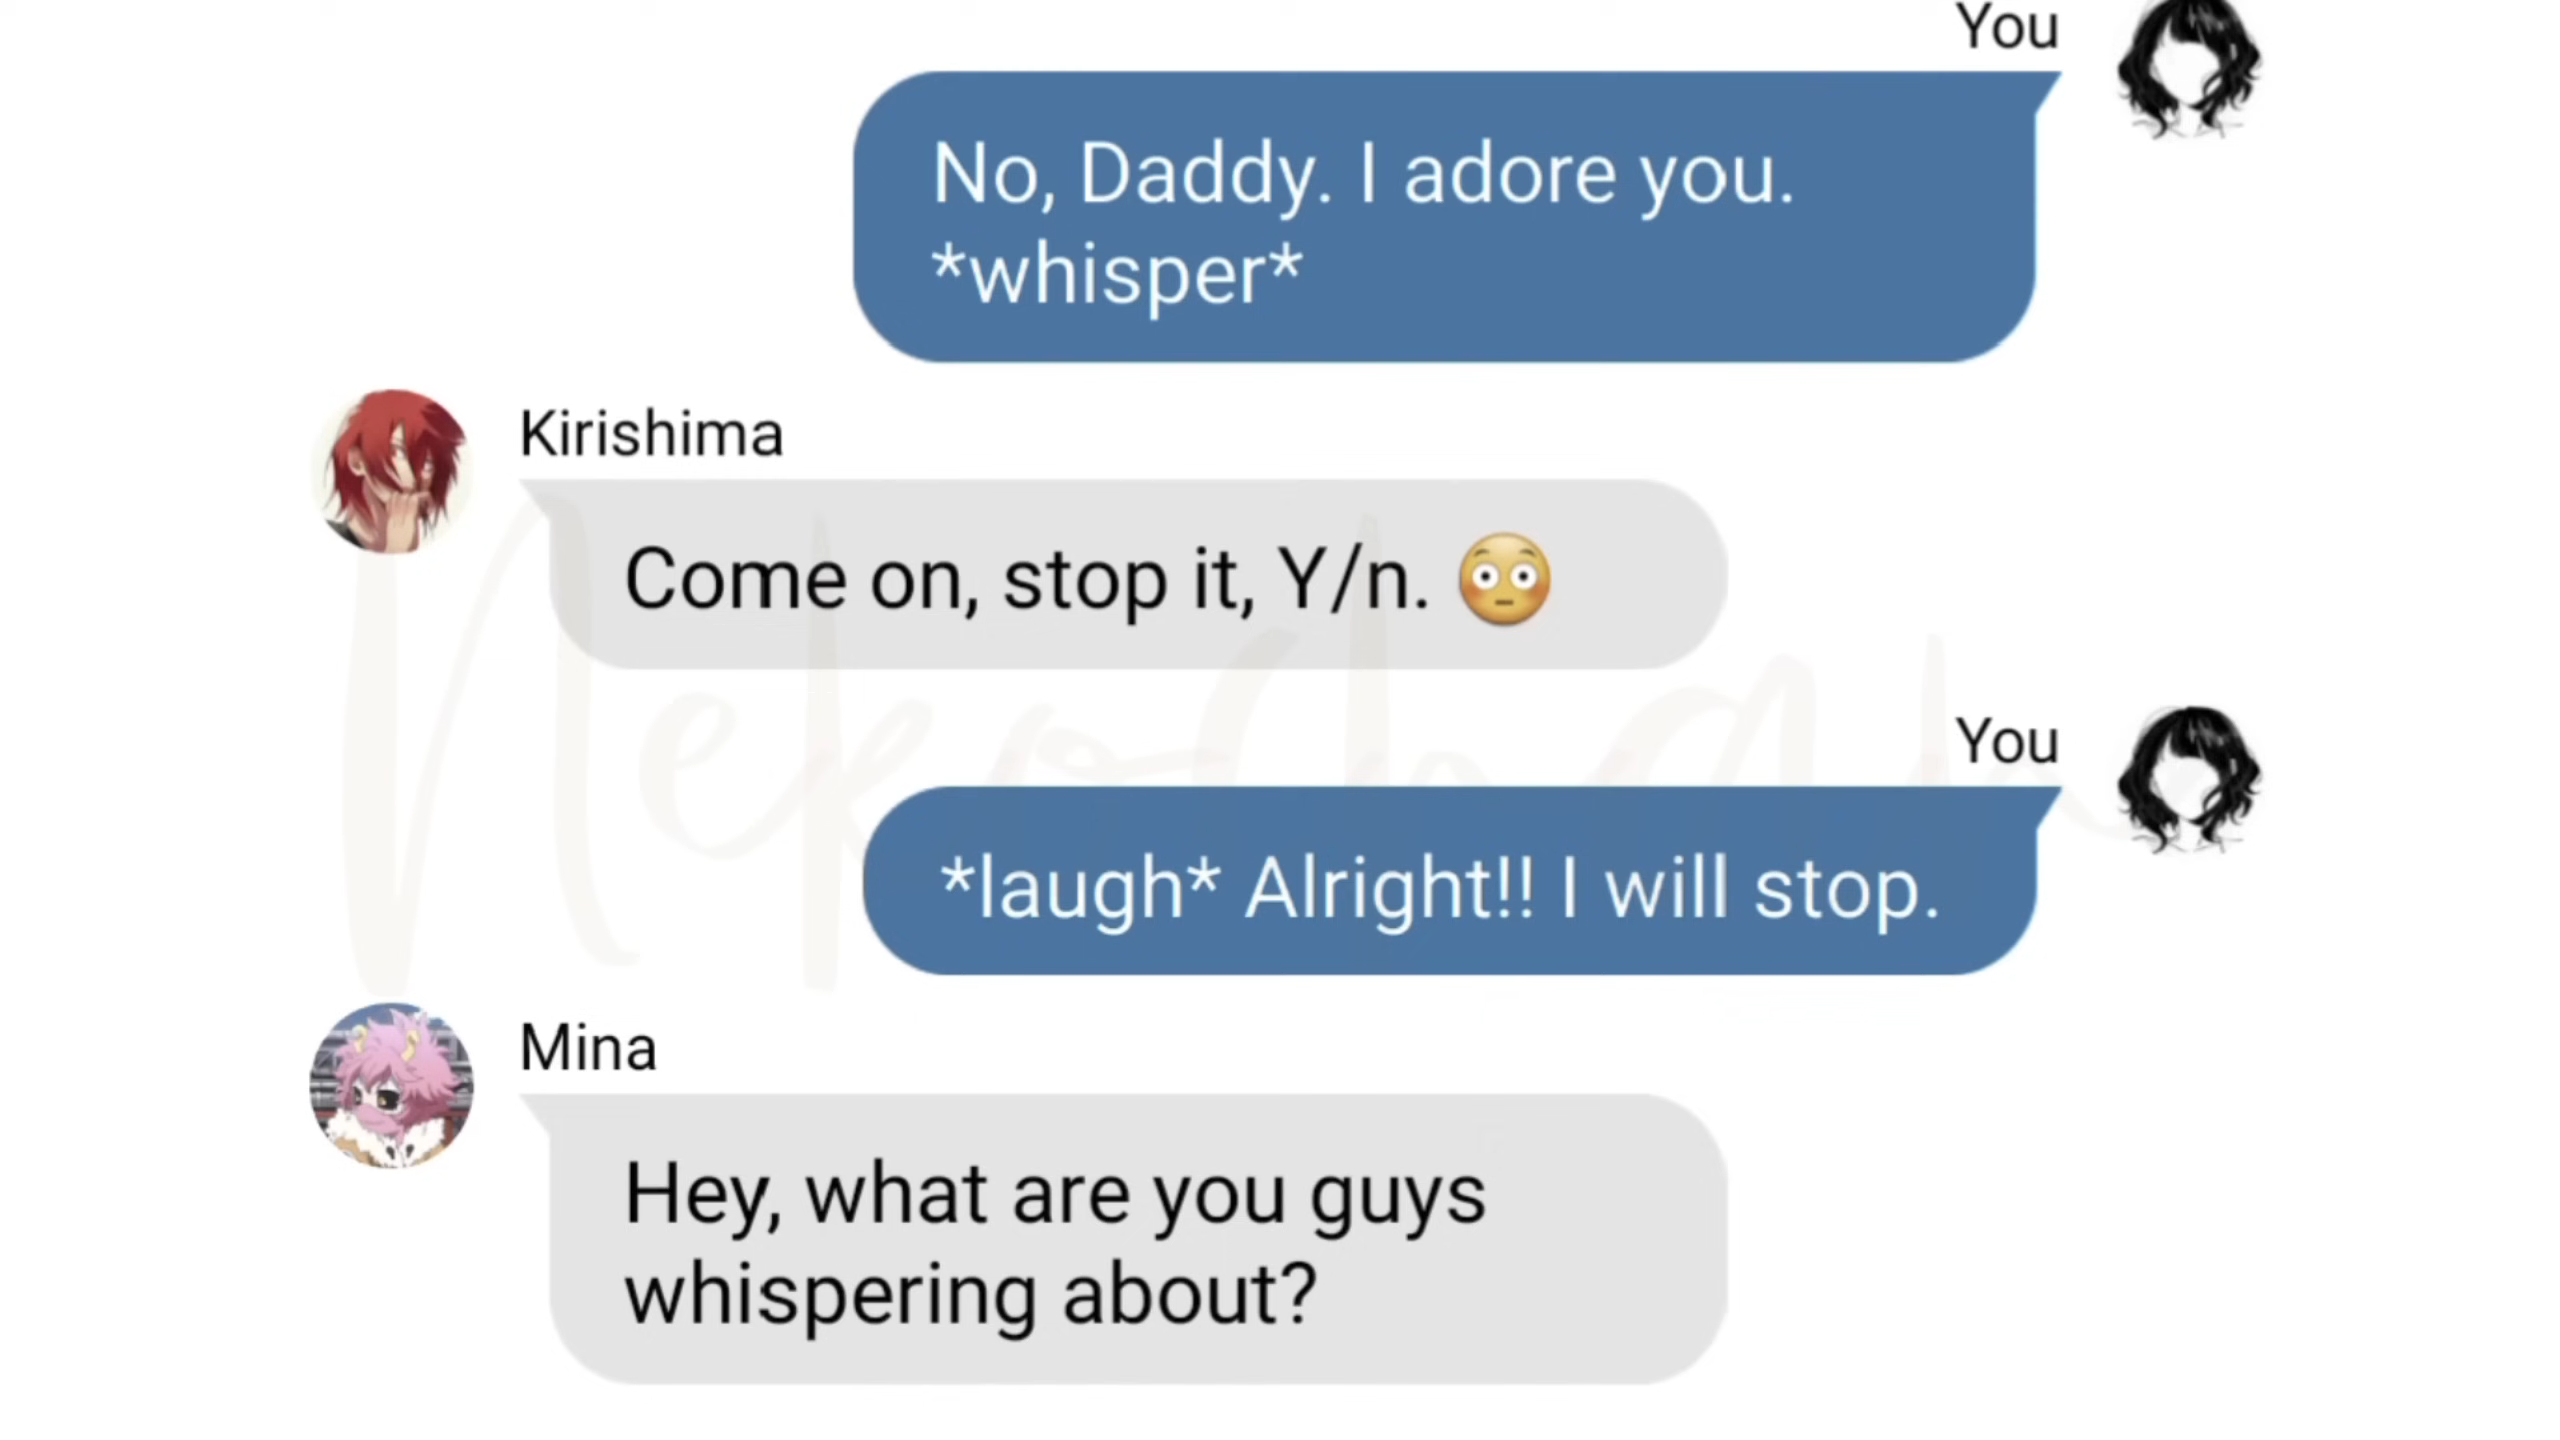 You
No, Daddy. I adore you.
*whisper*
Kirishima
Come on, stop it, Y/n. 😳
You
*laugh* Alright!! I will stop.
Mina
Hey, what are you guys
whispering about?